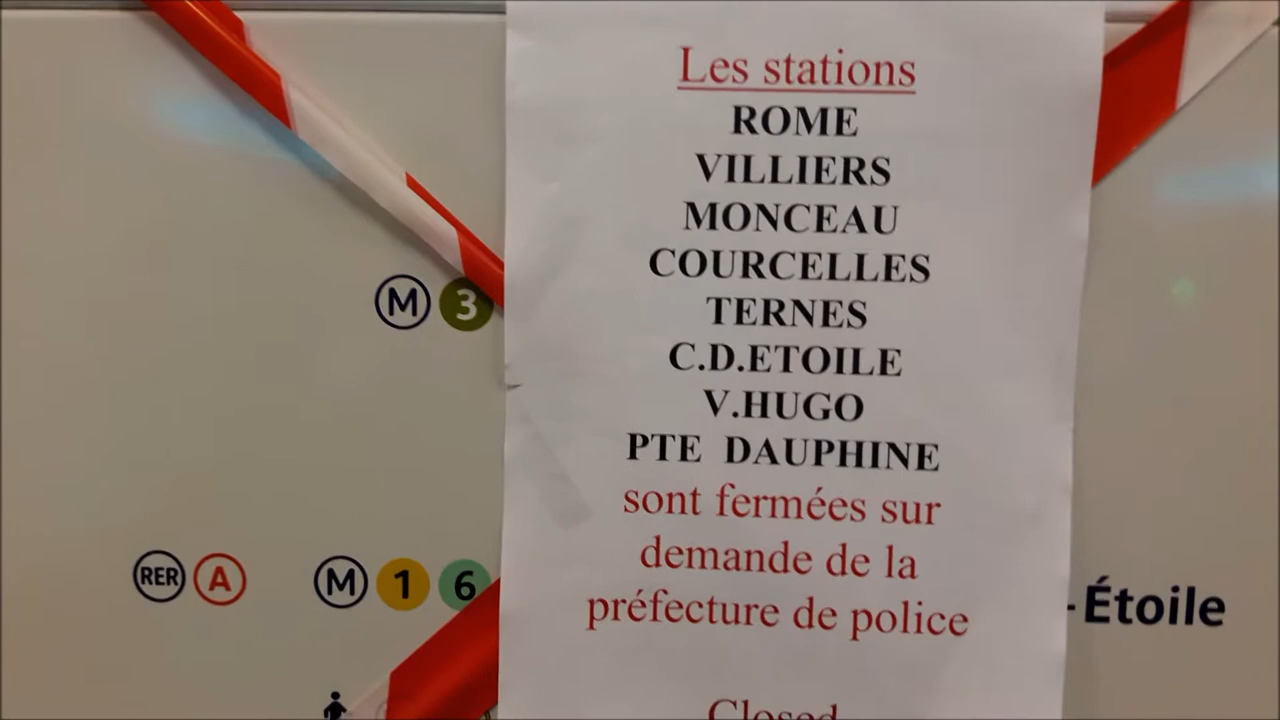 Les stations
ROME
VILLIERS
MONCEAU
COURCELLES
TERNES
C.D.ETOILE
V.HUGO
PTE DAUPHINE
sont fermées sur
demande de la
préfecture de police
Closed
M 3
RER A M 1 6
-Étoile